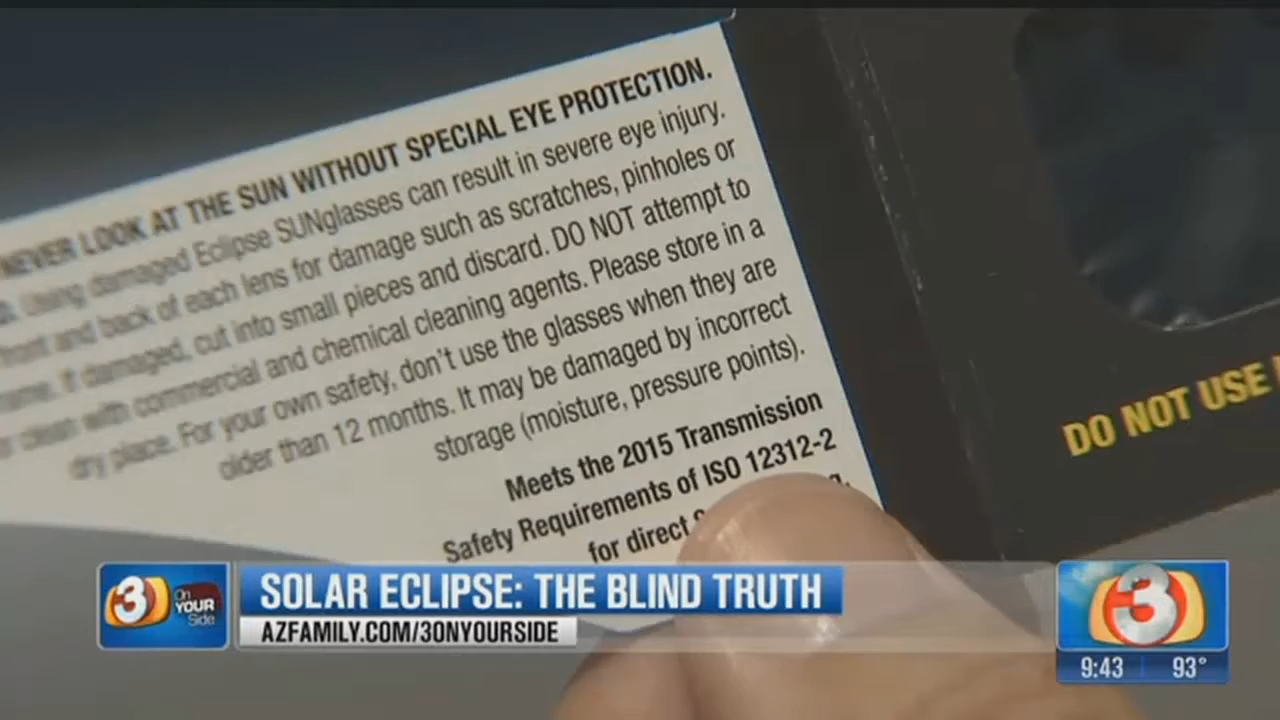 NEVER LOOK AT THE SUN WITHOUT SPECIAL EYE PROTECTION.
Using damaged Eclipse SUNglasses can result in severe eye injury.
front and back of each lens for damage such as scratches, pinholes or
If damaged, cut into small pieces and discard. DO NOT attempt to
clean with commercial and chemical cleaning agents. Please store in a
dry place. For your own safety, don't use the glasses when they are
older than 12 months. It may be damaged by incorrect
storage (moisture, pressure points).
Meets the 2015 Transmission
Safety Requirements of ISO 12312-2
for direct
DO NOT USE
3 On YOUR Side
SOLAR ECLIPSE: THE BLIND TRUTH
AZFAMILY.COM/3ONYOURSIDE
3
9:43 93°